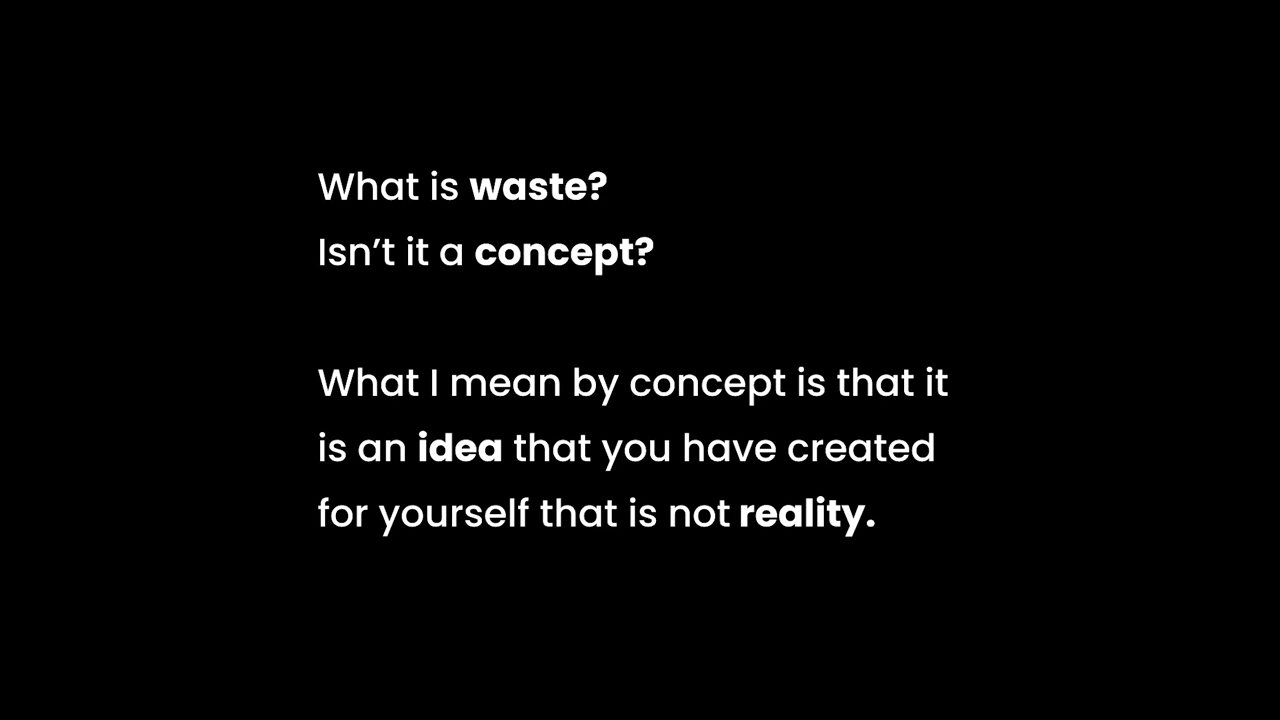 What is waste?
Isn’t it a concept?
What I mean by concept is that it
is an idea that you have created
for yourself that is not reality.